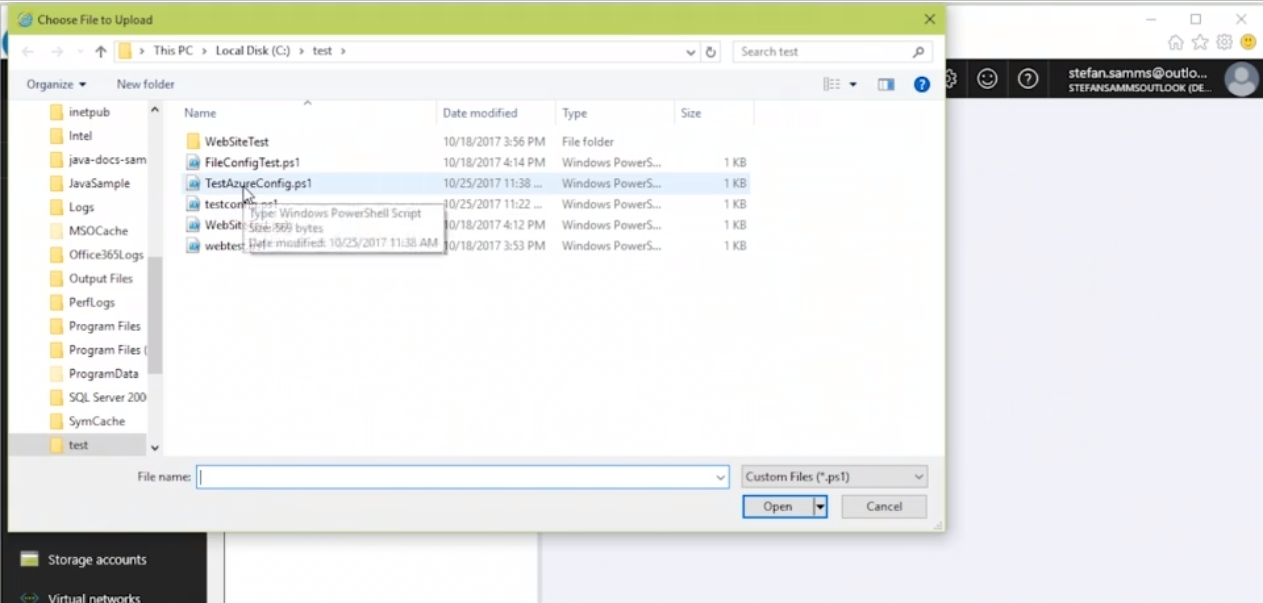 Choose File to Upload
This PC > Local Disk (C:) > test >
Search test
Organize
New folder
stefan.samms@outlo...
STEFANSAMMSOUTLOOK (DE...
Name Date modified Type Size
inetpub
Intel
java-docs-sam
JavaSample
Logs
MSOCache
Office365Logs
Output Files
PerfLogs
Program Files
Program Files (
ProgramData
SQL Server 200
SymCache
test
WebSiteTest 10/18/2017 3:56 PM File folder
FileConfigTest.ps1 10/18/2017 4:14 PM Windows PowerS... 1 KB
TestAzureConfig.ps1 10/25/2017 11:38 ... Windows PowerS... 1 KB
testconfig.ps1 10/25/2017 11:22 ... Windows PowerS... 1 KB
WebSit 10/18/2017 4:12 PM Windows PowerS... 1 KB
webtest 10/18/2017 3:53 PM Windows PowerS... 1 KB
Type: Windows PowerShell Script
Size: 569 bytes
Date modified: 10/25/2017 11:38 AM
File name:
Custom Files (*.ps1)
Open
Cancel
Storage accounts
Virtual networks